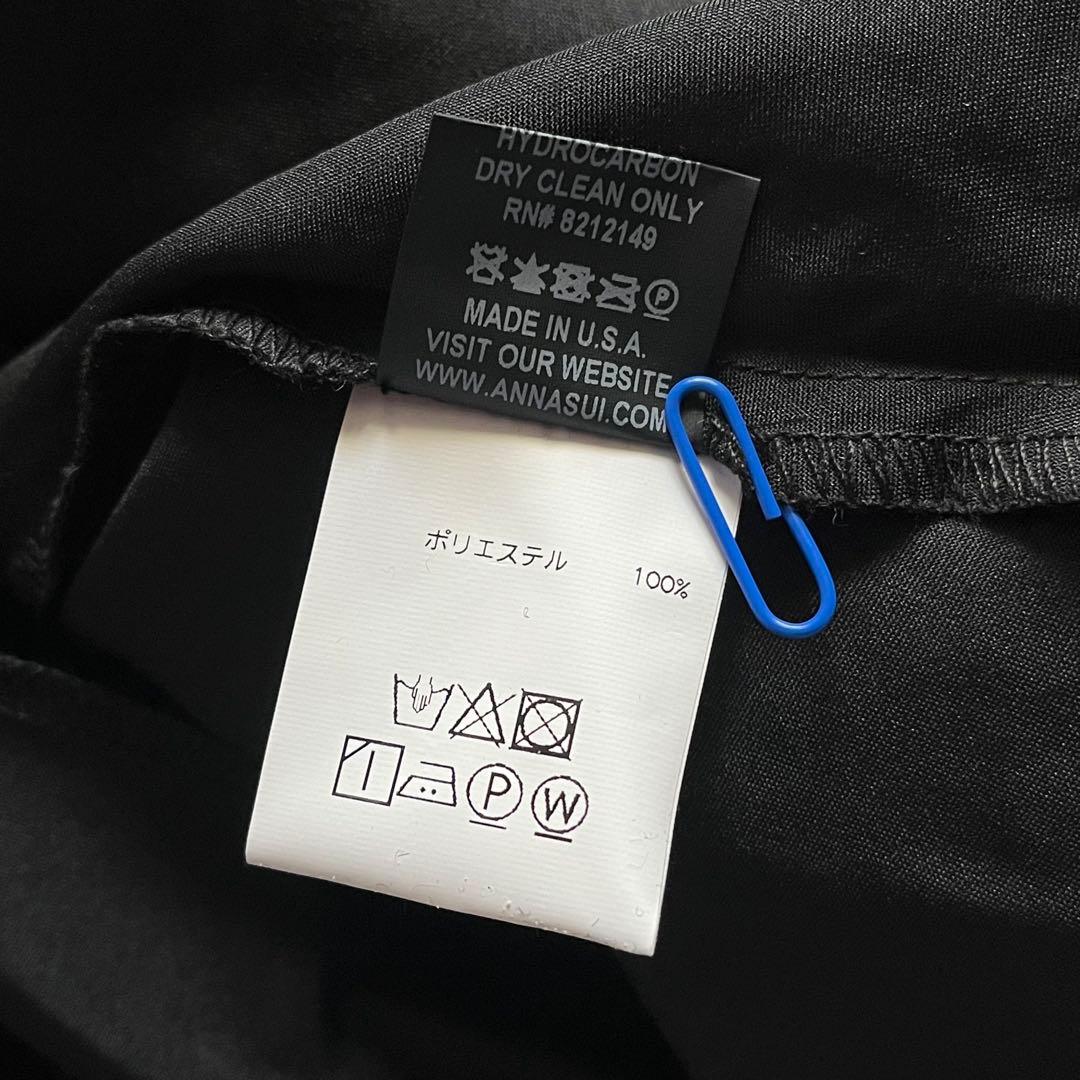 HYDROCARBON
DRY CLEAN ONLY
RN# 8212149
P
MADE IN U.S.A.
VISIT OUR WEBSITE
WWW.ANNASUI.COM
ポリエステル 100%
P W